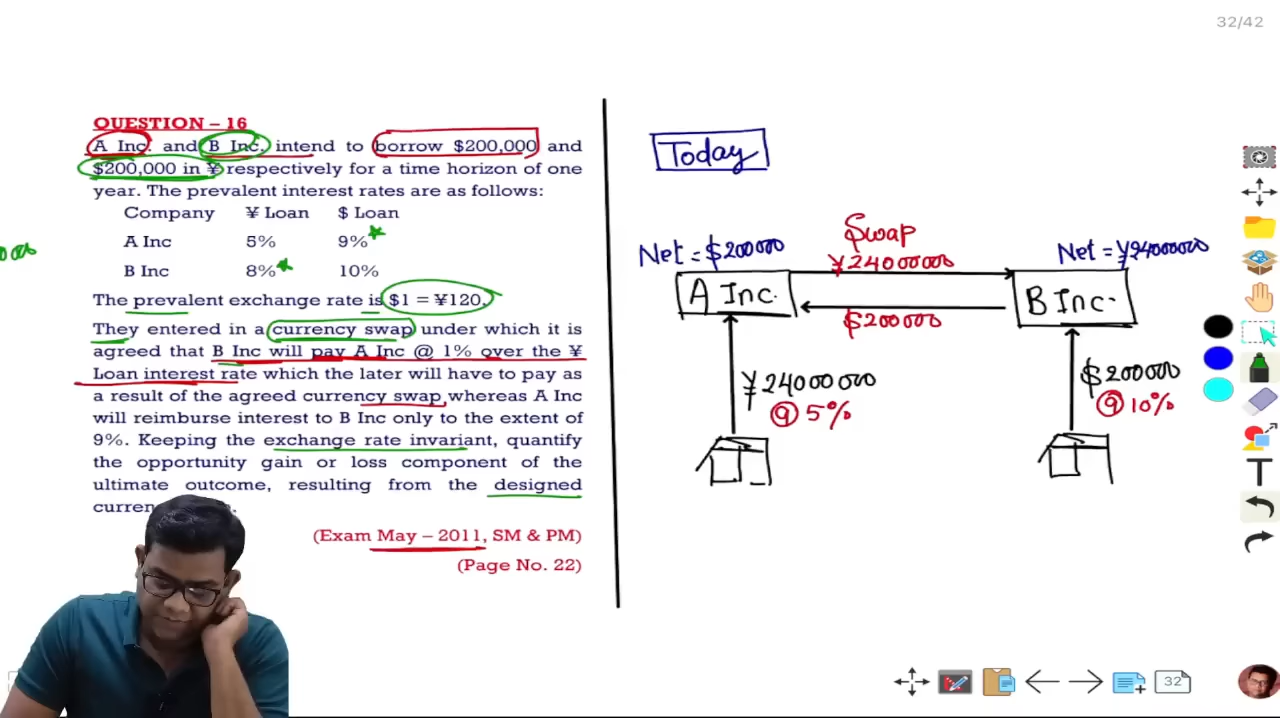 32/42
QUESTION – 16
A Inc. and B Inc. intend to borrow $200,000 and
$200,000 in ¥ respectively for a time horizon of one
year. The prevalent interest rates are as follows:
Company ¥ Loan $ Loan
A Inc 5% 9%
B Inc 8% 10%
The prevalent exchange rate is $1 = ¥120.
They entered in a currency swap under which it is
agreed that B Inc will pay A Inc @ 1% over the ¥
Loan interest rate which the later will have to pay as
a result of the agreed currency swap whereas A Inc
will reimburse interest to B Inc only to the extent of
9%. Keeping the exchange rate invariant, quantify
the opportunity gain or loss component of the
ultimate outcome, resulting from the designed
(Exam May – 2011, SM & PM)
(Page No. 22)
Today
Swap
Net = $200000
¥24000000
Net = ¥24000000
A Inc.
B Inc.
$200000
¥24000000
@ 5%
$200000
@ 10%
32